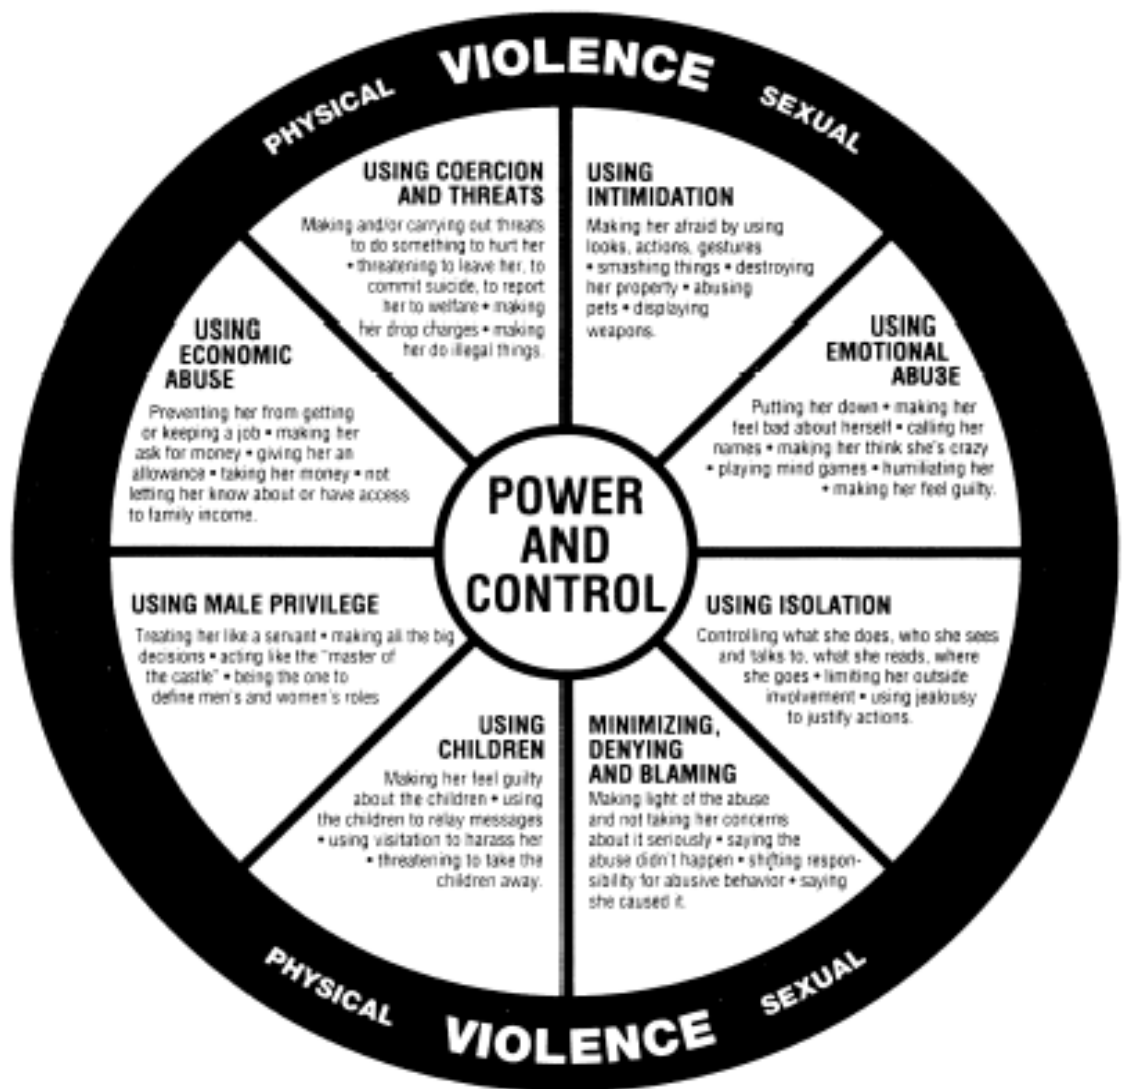 PHYSICAL VIOLENCE SEXUAL
USING COERCION
AND THREATS
Making and/or carrying out threats
to do something to hurt her
• threatening to leave her, to
commit suicide, to report
her to welfare • making
her drop charges • making
her do illegal things.
USING
INTIMIDATION
Making her afraid by using
looks, actions, gestures
• smashing things • destroying
her property • abusing
pets • displaying
weapons.
USING
ECONOMIC
ABUSE
Preventing her from getting
or keeping a job • making her
ask for money • giving her an
allowance • taking her money • not
letting her know about or have access
to family income.
USING
EMOTIONAL
ABUSE
Putting her down • making her
feel bad about herself • calling her
names • making her think she's crazy
• playing mind games • humiliating her
• making her feel guilty.
POWER
AND
CONTROL
USING MALE PRIVILEGE
Treating her like a servant • making all the big
decisions • acting like the "master of
the castle" • being the one to
define men's and women's roles
USING ISOLATION
Controlling what she does, who she sees
and talks to, what she reads, where
she goes • limiting her outside
involvement • using jealousy
to justify actions.
USING
CHILDREN
Making her feel guilty
about the children • using
the children to relay messages
• using visitation to harass her
• threatening to take the
children away.
MINIMIZING,
DENYING
AND BLAMING
Making light of the abuse
and not taking her concerns
about it seriously • saying the
abuse didn't happen • shifting respon-
sibility for abusive behavior • saying
she caused it.
PHYSICAL VIOLENCE SEXUAL